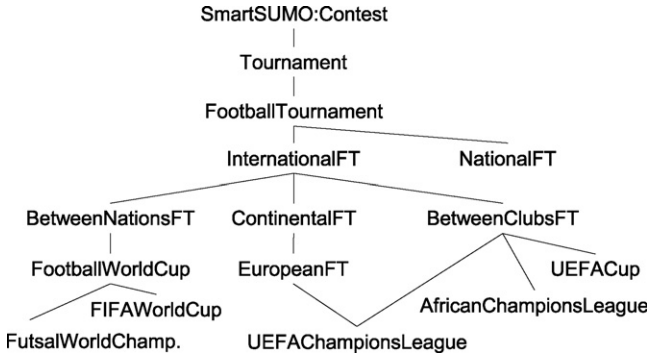 SmartSUMO:Contest
Tournament
FootballTournament
InternationalFT
NationalFT
BetweenNationsFT
ContinentalFT
BetweenClubsFT
FootballWorldCup
EuropeanFT
UEFACup
FIFAWorldCup
AfricanChampionsLeague
FutsalWorldChamp.
UEFAChampionsLeague